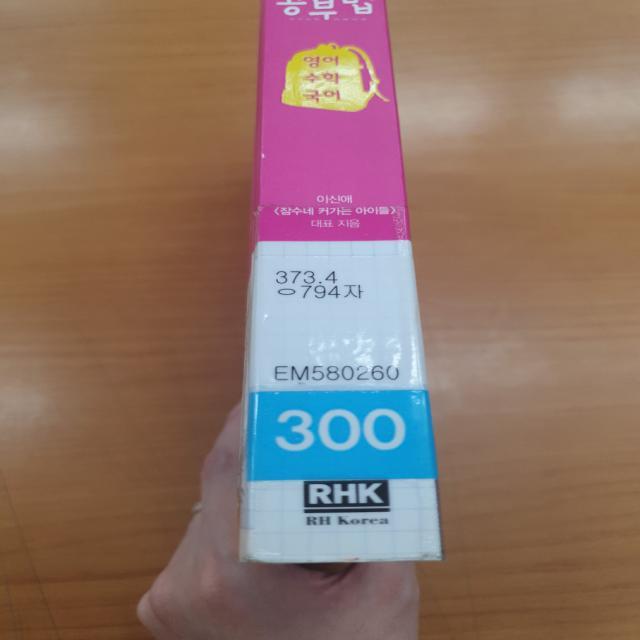 공부법
영어
수학
국어
이신애
〈잠수네 커가는 아이들〉
대표 지음
373.4
ㅇ794자
EM580260
300
RHK
RH Korea